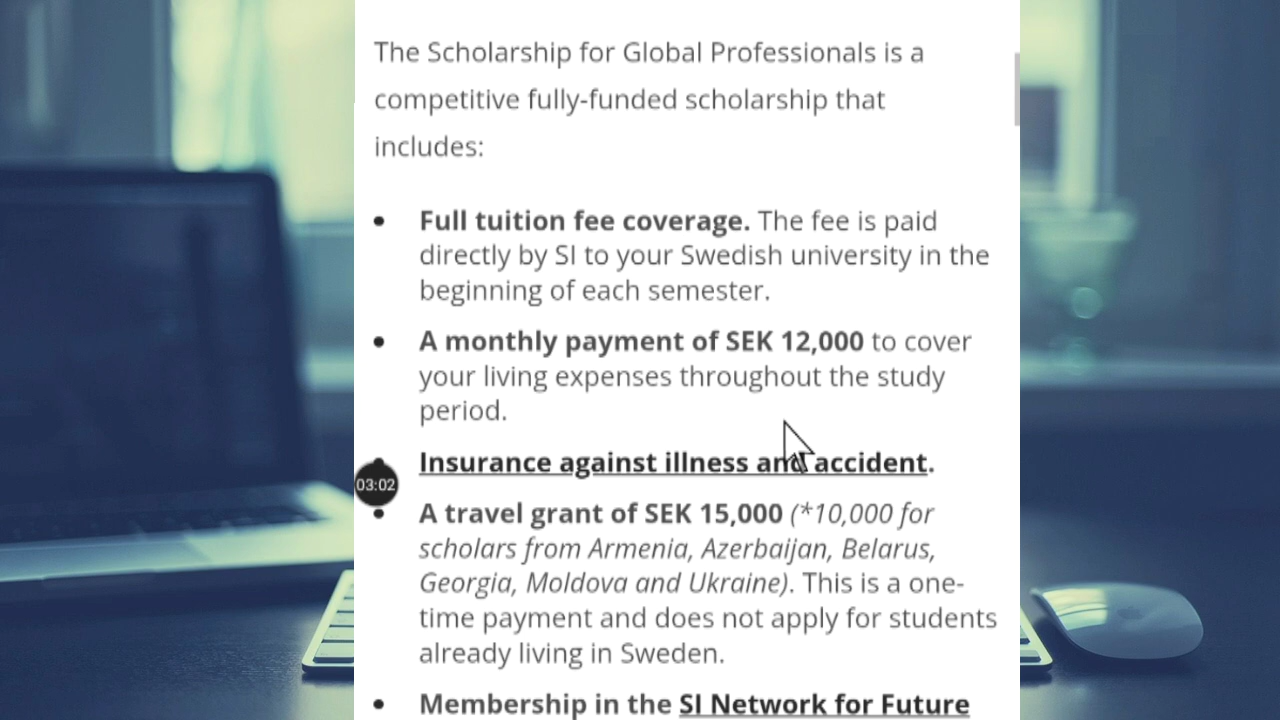 The Scholarship for Global Professionals is a
competitive fully-funded scholarship that
includes:
• Full tuition fee coverage. The fee is paid
directly by SI to your Swedish university in the
beginning of each semester.
• A monthly payment of SEK 12,000 to cover
your living expenses throughout the study
period.
Insurance against illness and accident.
03:02
• A travel grant of SEK 15,000 (*10,000 for
scholars from Armenia, Azerbaijan, Belarus,
Georgia, Moldova and Ukraine). This is a one-
time payment and does not apply for students
already living in Sweden.
• Membership in the SI Network for Future